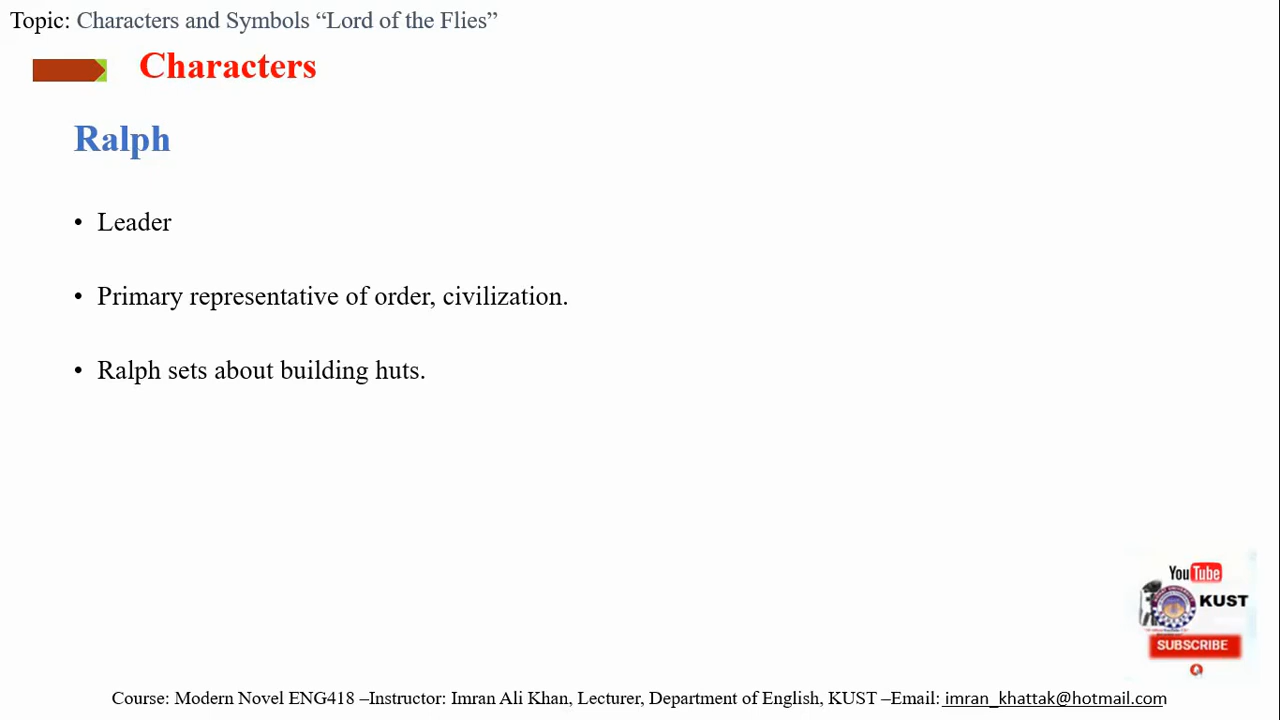 Topic: Characters and Symbols “Lord of the Flies”
Characters
Ralph
• Leader
• Primary representative of order, civilization.
• Ralph sets about building huts.
YouTube
KUST
SUBSCRIBE
Course: Modern Novel ENG418 –Instructor: Imran Ali Khan, Lecturer, Department of English, KUST –Email: imran_khattak@hotmail.com